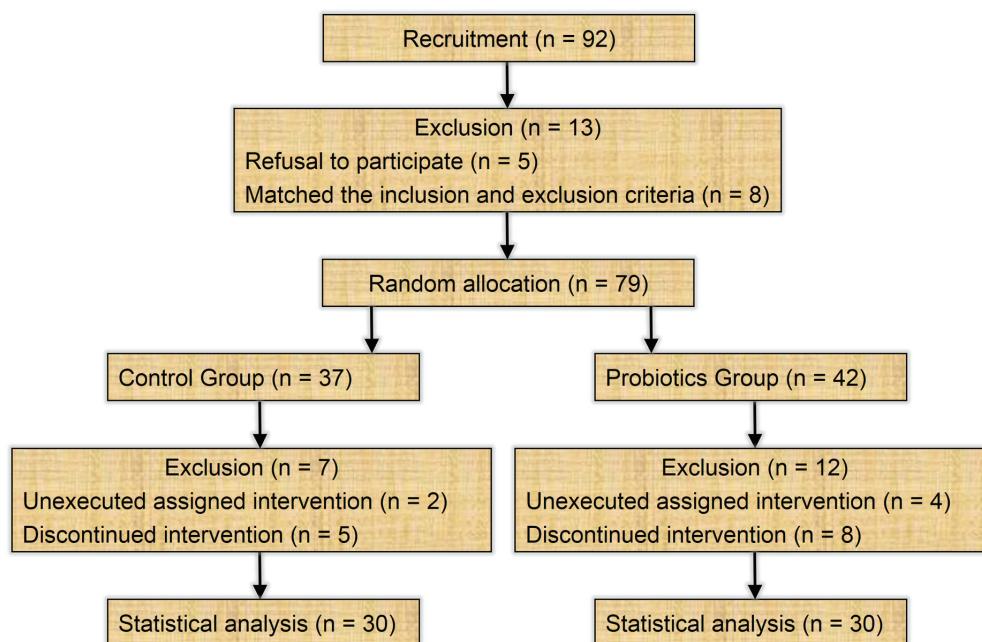 Recruitment (n = 92)
Exclusion (n = 13)
Refusal to participate (n = 5)
Matched the inclusion and exclusion criteria (n = 8)
Random allocation (n = 79)
Control Group (n = 37)
Probiotics Group (n = 42)
Exclusion (n = 7)
Unexecuted assigned intervention (n = 2)
Discontinued intervention (n = 5)
Exclusion (n = 12)
Unexecuted assigned intervention (n = 4)
Discontinued intervention (n = 8)
Statistical analysis (n = 30)
Statistical analysis (n = 30)